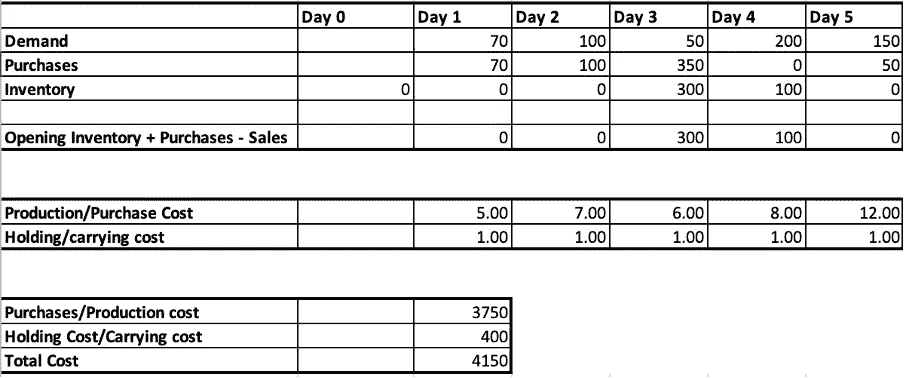 Day 0 Day 1 Day 2 Day 3 Day 4 Day 5
Demand 70 100 50 200 150
Purchases 70 100 350 0 50
Inventory 0 0 0 300 100 0
Opening Inventory + Purchases - Sales 0 0 300 100 0
Production/Purchase Cost 5.00 7.00 6.00 8.00 12.00
Holding/carrying cost 1.00 1.00 1.00 1.00 1.00
Purchases/Production cost 3750
Holding Cost/Carrying cost 400
Total Cost 4150